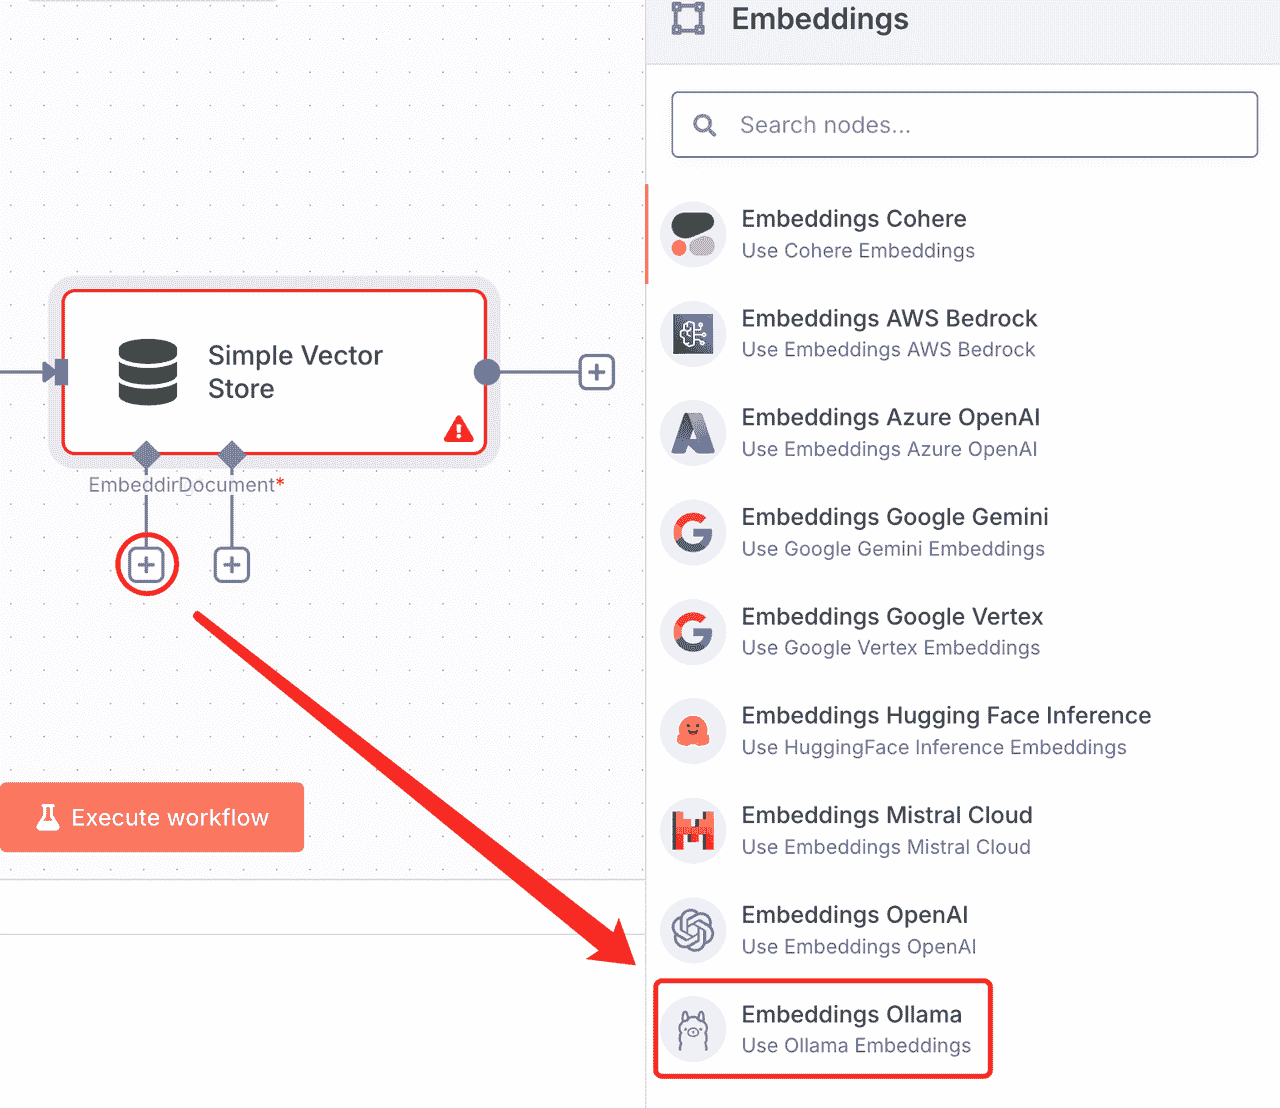 Embeddings
Search nodes...
Embeddings Cohere
Use Cohere Embeddings
Embeddings AWS Bedrock
Use Embeddings AWS Bedrock
Simple Vector
Store
Embeddings Azure OpenAI
Use Embeddings Azure OpenAI
EmbeddirDocument*
Embeddings Google Gemini
Use Google Gemini Embeddings
Embeddings Google Vertex
Use Google Vertex Embeddings
Embeddings Hugging Face Inference
Use HuggingFace Inference Embeddings
Execute workflow
Embeddings Mistral Cloud
Use Embeddings Mistral Cloud
Embeddings OpenAI
Use Embeddings OpenAI
Embeddings Ollama
Use Ollama Embeddings